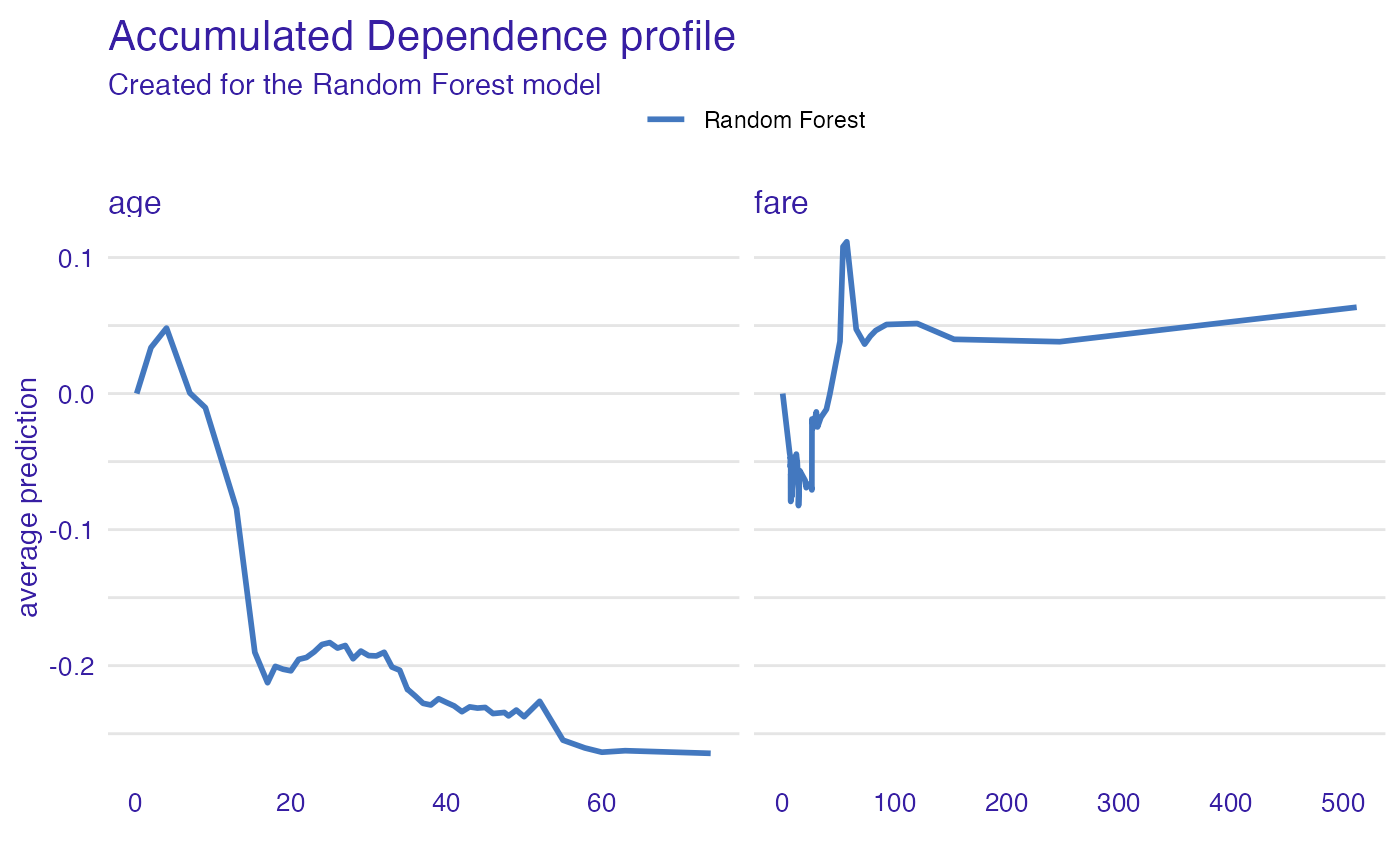 Accumulated Dependence profile
Created for the Random Forest model
Random Forest
age
fare
average prediction
0.1
0.0
-0.1
-0.2
0 20 40 60
0 100 200 300 400 500